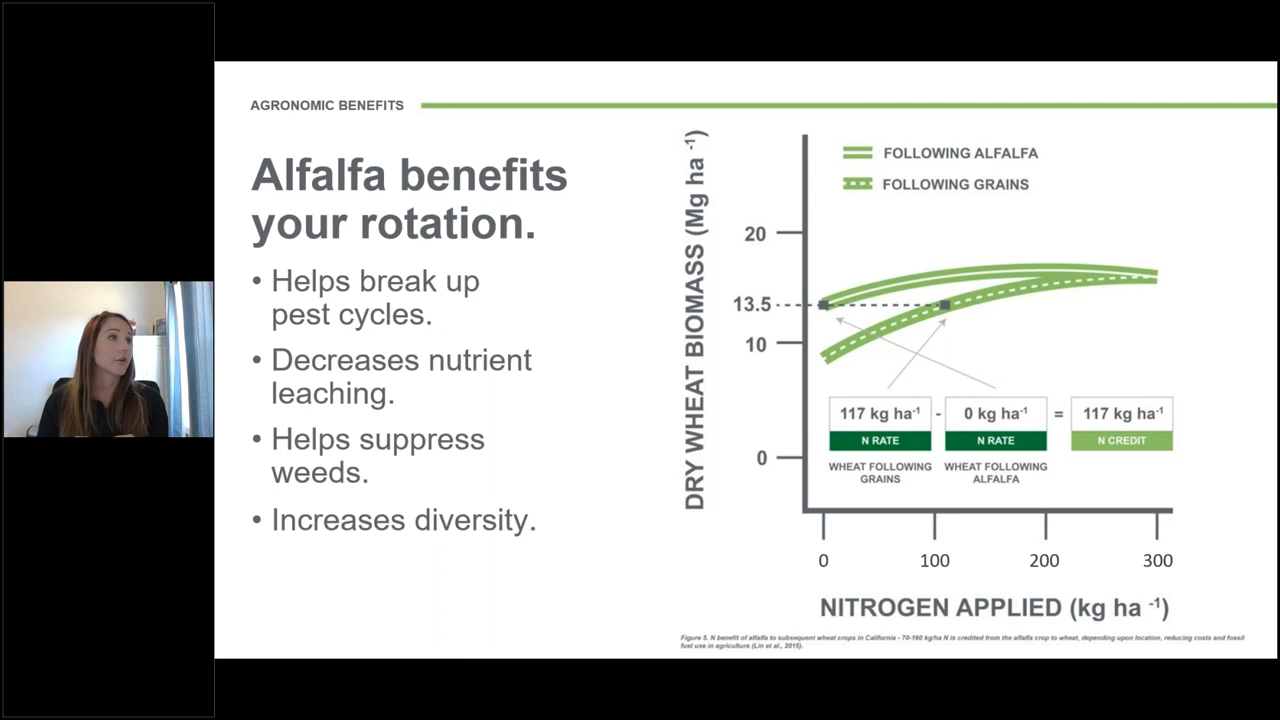 AGRONOMIC BENEFITS
Alfalfa benefits
your rotation.
• Helps break up
pest cycles.
• Decreases nutrient
leaching.
• Helps suppress
weeds.
• Increases diversity.
DRY WHEAT BIOMASS (Mg ha -1)
FOLLOWING ALFALFA
FOLLOWING GRAINS
20
13.5
10
0
117 kg ha-1 - 0 kg ha-1 = 117 kg ha-1
N RATE N RATE N CREDIT
WHEAT FOLLOWING GRAINS
WHEAT FOLLOWING ALFALFA
0 100 200 300
NITROGEN APPLIED (kg ha -1)
Figure 5. N benefit of alfalfa to subsequent wheat crops in California - 70-160 kg/ha N is credited from the alfalfa crop to wheat, depending upon location, reducing costs and fossil
fuel use in agriculture (Lin et al., 2015).